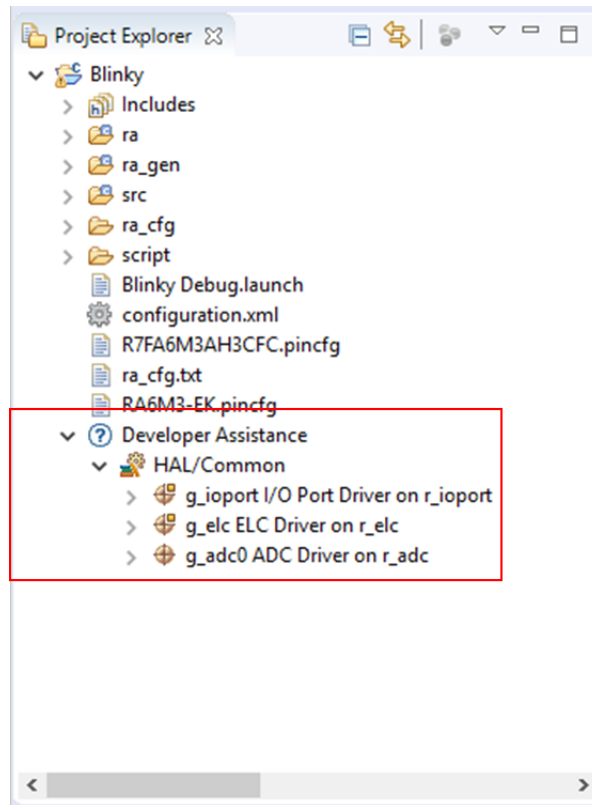 Project Explorer
Blinky
Includes
ra
ra_gen
src
ra_cfg
script
Blinky Debug.launch
configuration.xml
R7FA6M3AH3CFC.pincfg
ra_cfg.txt
RA6M3-EK.pincfg
Developer Assistance
HAL/Common
g_ioport I/O Port Driver on r_ioport
g_elc ELC Driver on r_elc
g_adc0 ADC Driver on r_adc